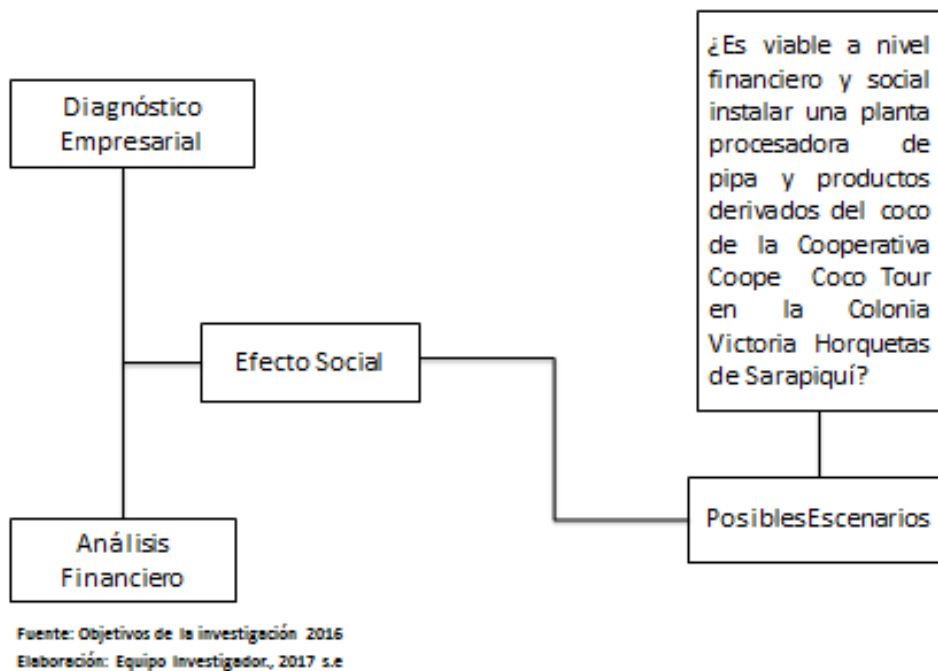 Diagnóstico
Empresarial
Efecto Social
Análisis
Financiero
¿Es viable a nivel
financiero y social
instalar una planta
procesadora de
pipa y productos
derivados del coco
de la Cooperativa
Coope Coco Tour
en la Colonia
Victoria Horquetas
de Sarapiquí?
PosiblesEscenarios
Fuente: Objetivos de la investigación 2016
Elaboración: Equipo Investigador., 2017 s.e